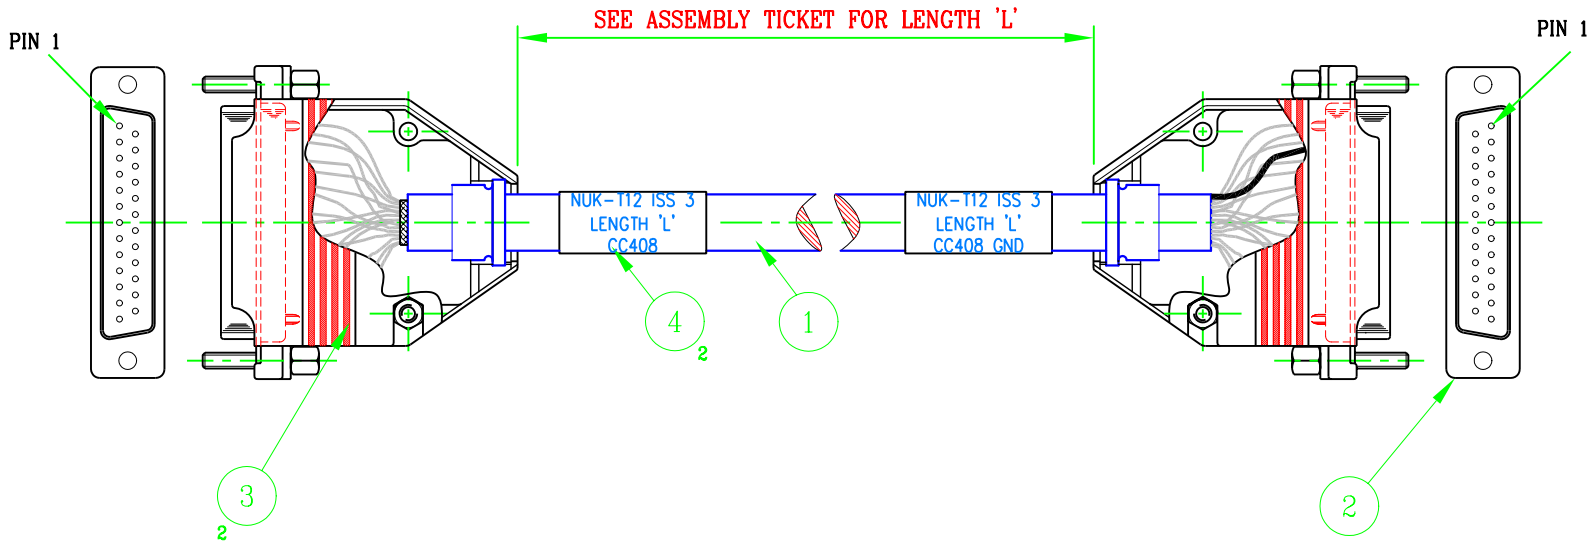 SEE ASSEMBLY TICKET FOR LENGTH 'L'
PIN 1
PIN 1
NUK-T12 ISS 3
LENGTH 'L'
CC408
NUK-T12 ISS 3
LENGTH 'L'
CC408 GND
4
2
1
3
2
2